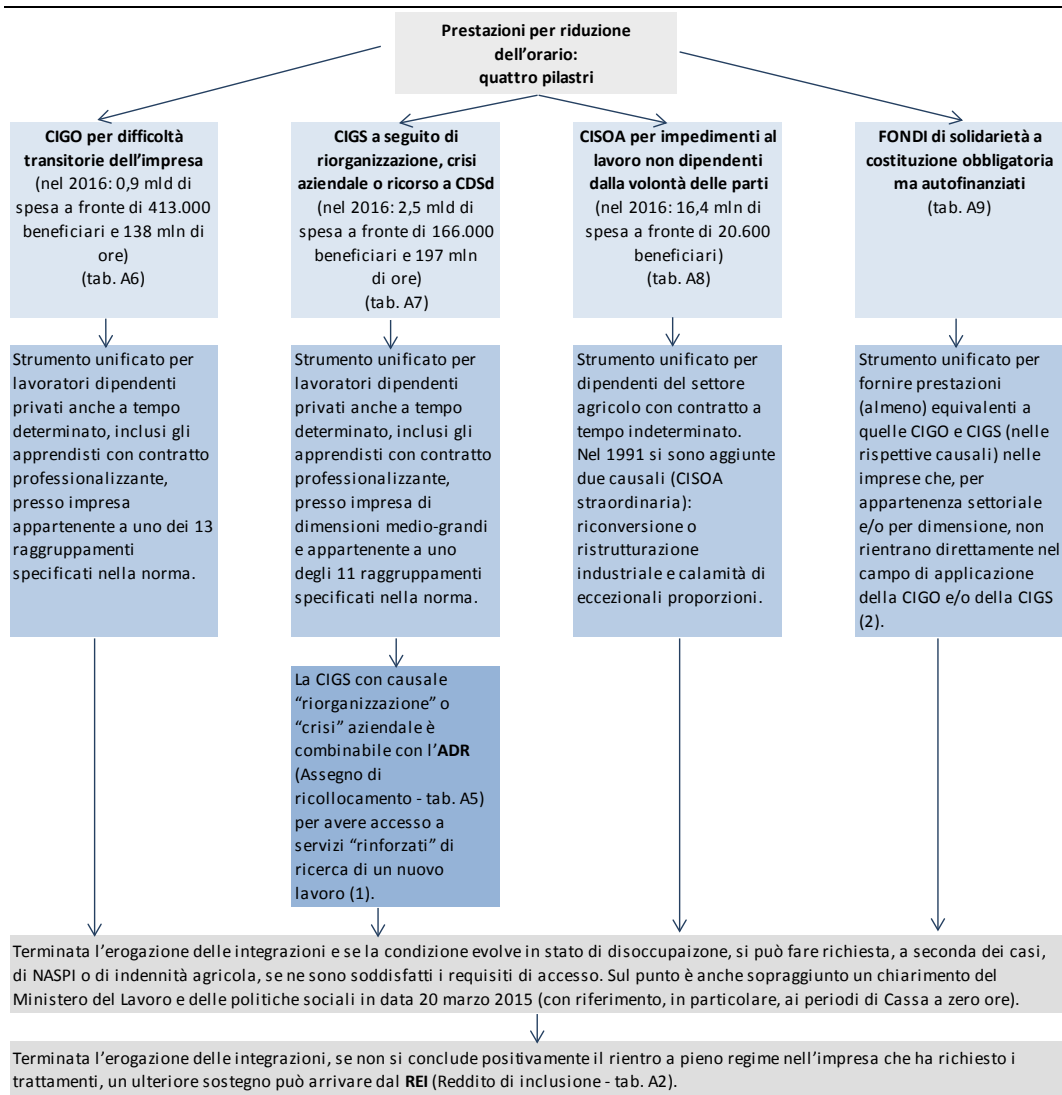 Prestazioni per riduzione
dell’orario:
quattro pilastri
CIGO per difficoltà
transitorie dell’impresa
(nel 2016: 0,9 mld di
spesa a fronte di 413.000
beneficiari e 138 mln di
ore)
(tab. A6)
CIGS a seguito di
riorganizzazione, crisi
aziendale o ricorso a CDSd
(nel 2016: 2,5 mld di
spesa a fronte di 166.000
beneficiari e 197 mln
di ore)
(tab. A7)
CISOA per impedimenti al
lavoro non dipendenti
dalla volontà delle parti
(nel 2016: 16,4 mln di
spesa a fronte di 20.600
beneficiari)
(tab. A8)
FONDI di solidarietà a
costituzione obbligatoria
ma autofinanziati
(tab. A9)
Strumento unificato per
lavoratori dipendenti
privati anche a tempo
determinato, inclusi gli
apprendisti con contratto
professionalizzante,
presso impresa
appartenente a uno dei 13
raggruppamenti
specificati nella norma.
Strumento unificato per
lavoratori dipendenti
privati anche a tempo
determinato, inclusi gli
apprendisti con contratto
professionalizzante,
presso impresa di
dimensioni medio-grandi
e appartenente a uno
degli 11 raggruppamenti
specificati nella norma.
Strumento unificato per
dipendenti del settore
agricolo con contratto a
tempo indeterminato.
Nel 1991 si sono aggiunte
due causali (CISOA
straordinaria):
riconversione o
ristrutturazione
industriale e calamità di
eccezionali proporzioni.
Strumento unificato per
fornire prestazioni
(almeno) equivalenti a
quelle CIGO e CIGS (nelle
rispettive causali) nelle
imprese che, per
appartenenza settoriale
e/o per dimensione, non
rientrano direttamente nel
campo di applicazione
della CIGO e/o della CIGS
(2).
La CIGS con causale
“riorganizzazione” o
“crisi” aziendale è
combinabile con l’ADR
(Assegno di
ricollocamento - tab. A5)
per avere accesso a
servizi “rinforzati” di
ricerca di un nuovo
lavoro (1).
Terminata l’erogazione delle integrazioni e se la condizione evolve in stato di disoccupaizone, si può fare richiesta, a seconda dei casi,
di NASPI o di indennità agricola, se ne sono soddisfatti i requisiti di accesso. Sul punto è anche sopraggiunto un chiarimento del
Ministero del Lavoro e delle politiche sociali in data 20 marzo 2015 (con riferimento, in particolare, ai periodi di Cassa a zero ore).
Terminata l’erogazione delle integrazioni, se non si conclude positivamente il rientro a pieno regime nell’impresa che ha richiesto i
trattamenti, un ulteriore sostegno può arrivare dal REI (Reddito di inclusione - tab. A2).